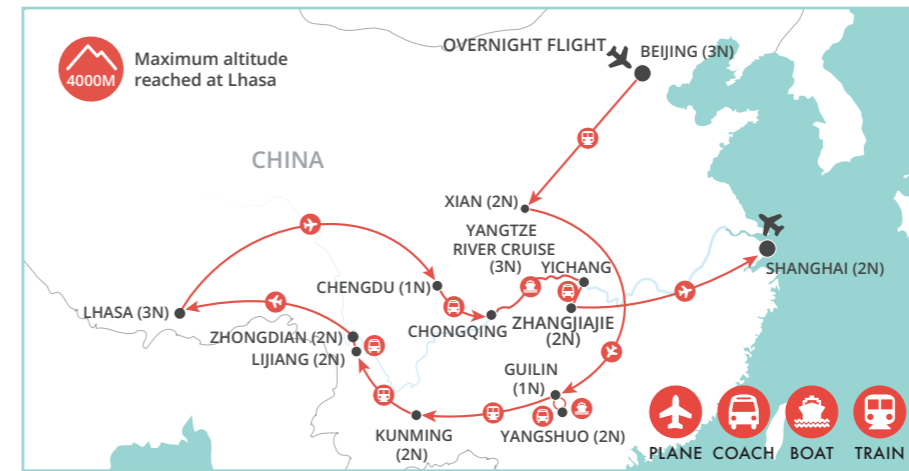 4000M
Maximum altitude
reached at Lhasa
OVERNIGHT FLIGHT
BEIJING (3N)
CHINA
XIAN (2N)
YANGTZE
RIVER CRUISE
(3N)
YICHANG
SHANGHAI (2N)
CHENGDU (1N)
LHASA (3N)
CHONGQING
ZHANGJIAJIE
(2N)
ZHONGDIAN (2N)
LIJIANG (2N)
GUILIN
(1N)
KUNMING
(2N)
YANGSHUO (2N)
PLANE COACH BOAT TRAIN